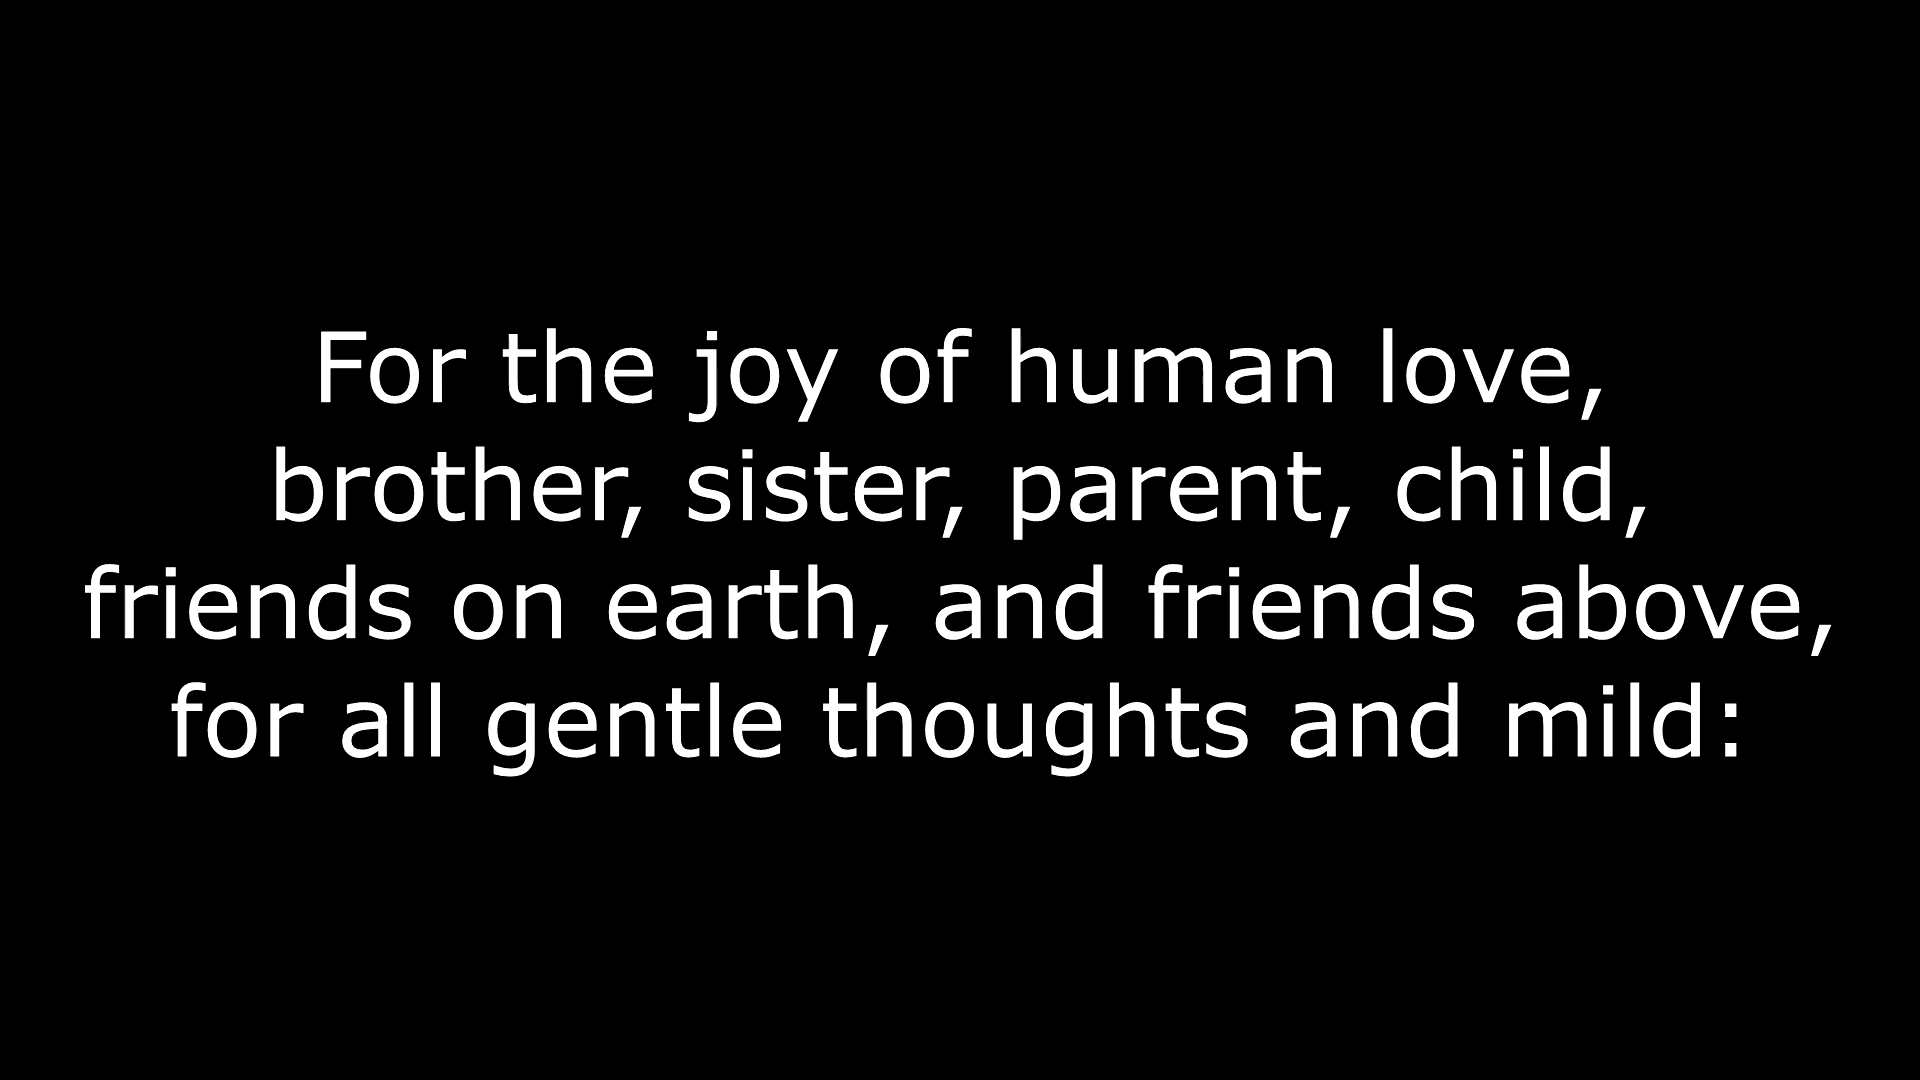 For the joy of human love,
brother, sister, parent, child,
friends on earth, and friends above,
for all gentle thoughts and mild: